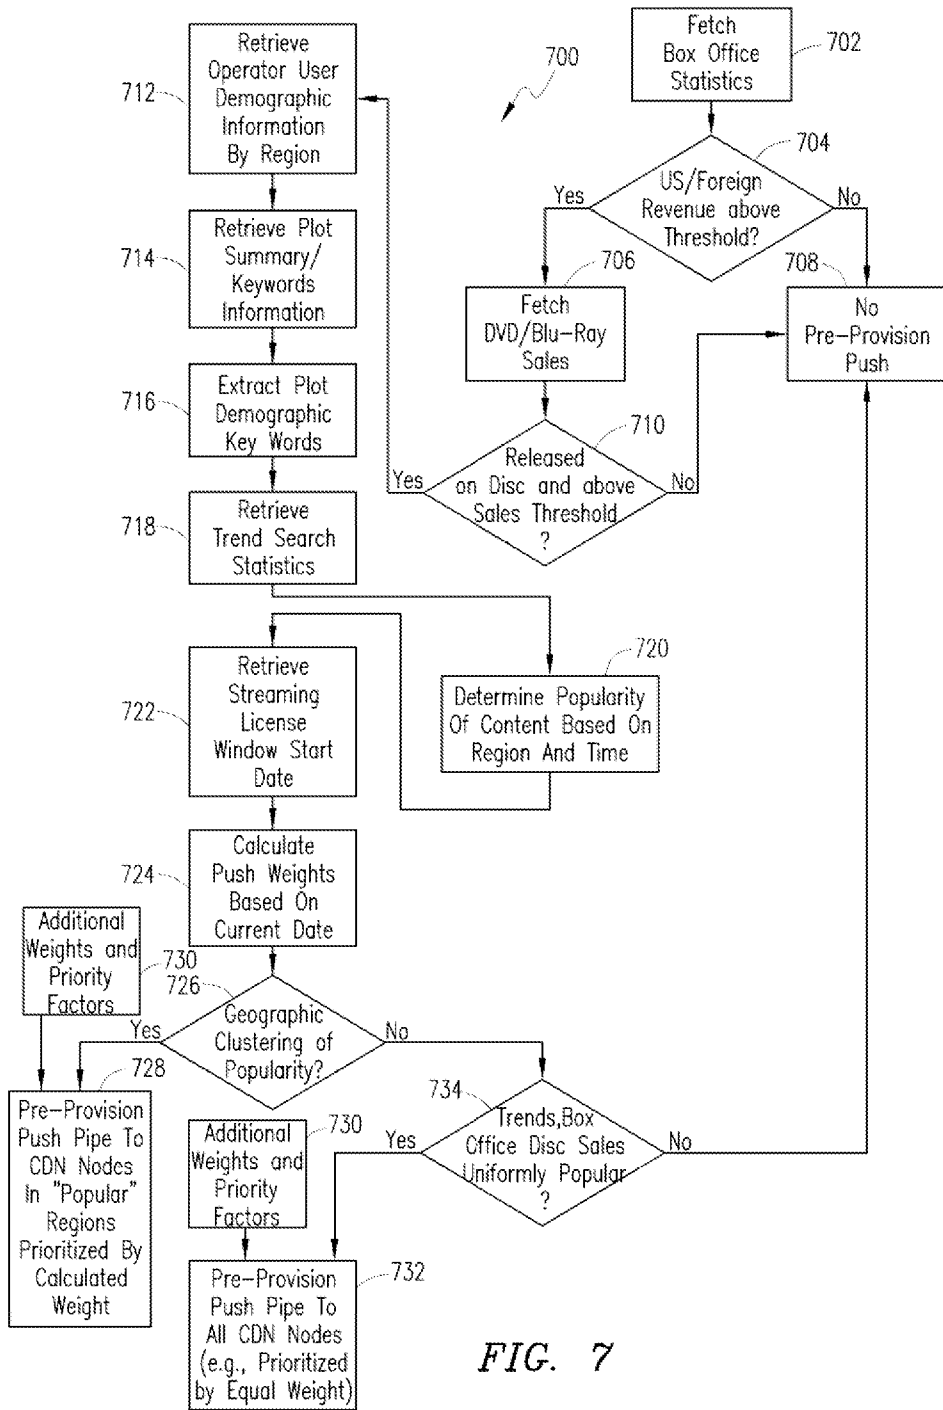 Fetch
Box Office
Statistics
702
700
Retrieve
Operator User
Demographic
Information
By Region
712
US/Foreign
Revenue above
Threshold?
704
Yes
No
Retrieve Plot
Summary/
Keywords
Information
714
Fetch
DVD/Blu-Ray
Sales
706
No
Pre-Provision
Push
708
Extract Plot
Demographic
Key Words
716
Released
on Disc and above
Sales Threshold
?
710
Yes
No
Retrieve
Trend Search
Statistics
718
Determine Popularity
Of Content Based On
Region And Time
720
Retrieve
Streaming
License
Window Start
Date
722
Calculate
Push Weights
Based On
Current Date
724
Additional
Weights and
Priority
Factors
730
726
Geographic
Clustering of
Popularity?
Yes
No
728
Pre-Provision
Push Pipe To
CDN Nodes
In "Popular"
Regions
Prioritized By
Calculated
Weight
734
Trends,Box
Office Disc Sales
Uniformly Popular
?
Yes
No
Additional
Weights and
Priority
Factors
730
Pre-Provision
Push Pipe To
All CDN Nodes
(e.g., Prioritized
by Equal Weight)
732
FIG. 7